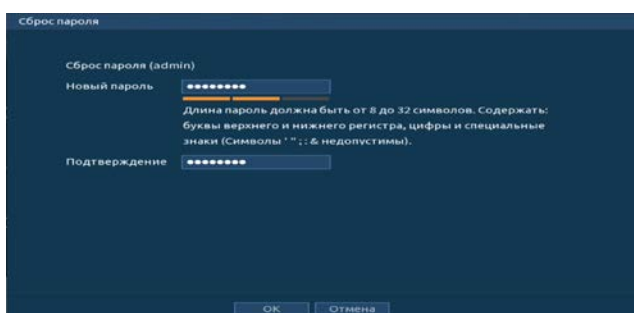 Сброс пароля
Сброс пароля (admin)
Новый пароль ●●●●●●●●
Длина пароль должна быть от 8 до 32 символов. Содержать:
буквы верхнего и нижнего регистра, цифры и специальные
знаки (Символы ' " ; : & недопустимы).
Подтверждение ●●●●●●●●
OK Отмена